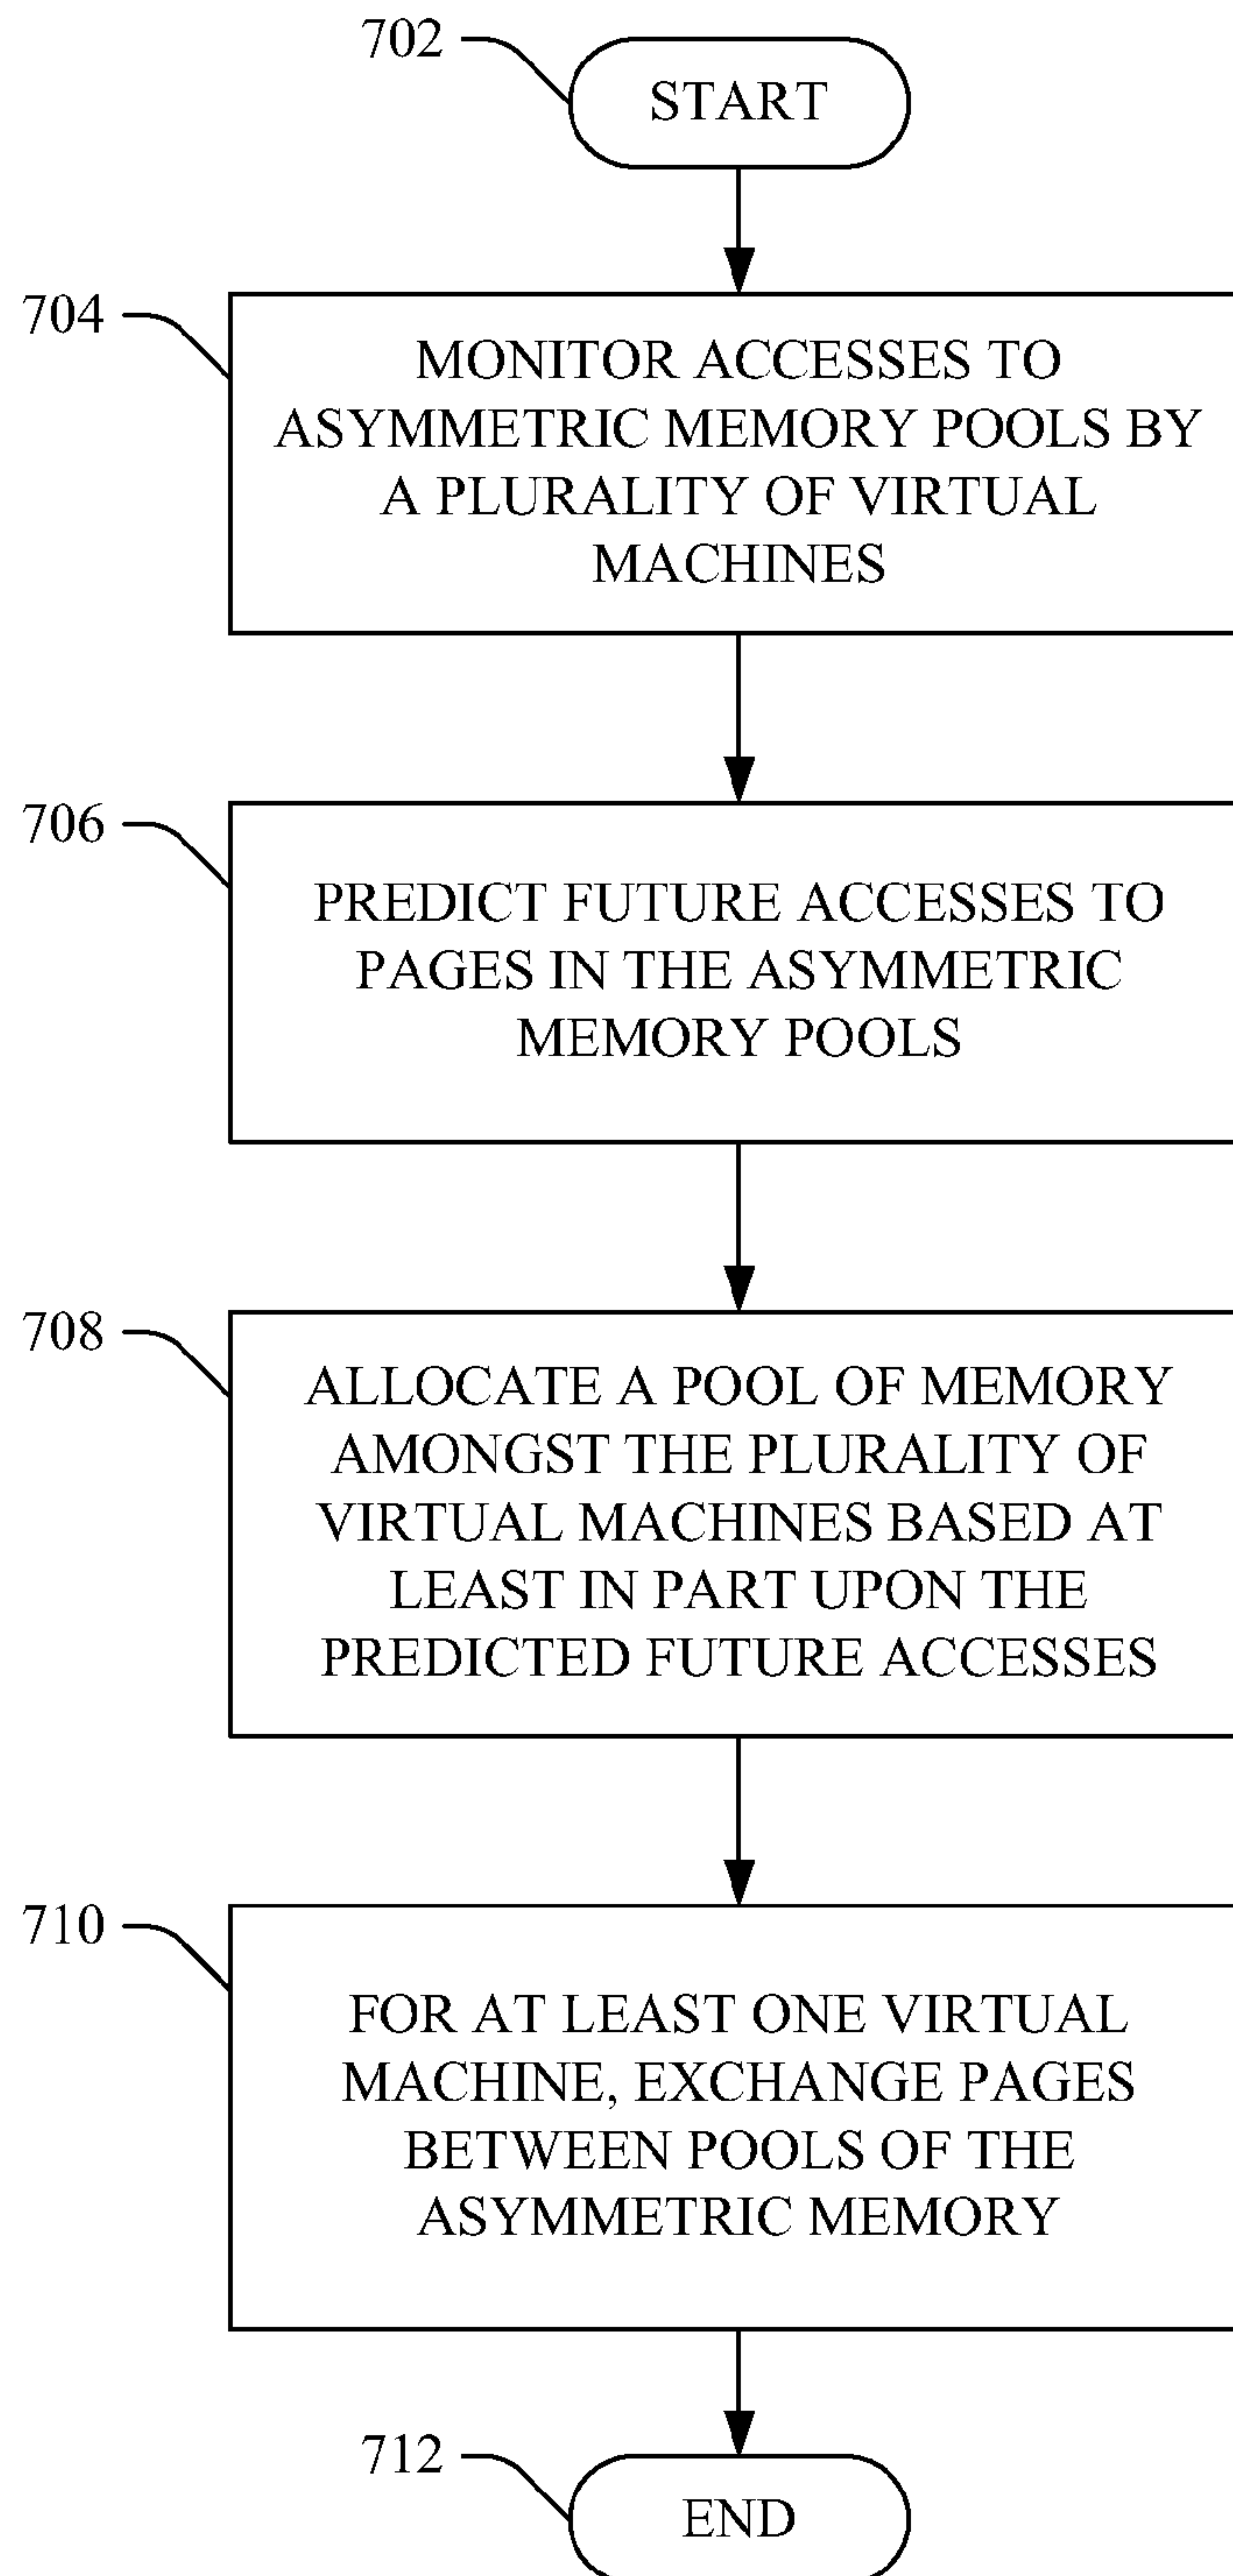 702
START
704
MONITOR ACCESSES TO
ASYMMETRIC MEMORY POOLS BY
A PLURALITY OF VIRTUAL
MACHINES
706
PREDICT FUTURE ACCESSES TO
PAGES IN THE ASYMMETRIC
MEMORY POOLS
708
ALLOCATE A POOL OF MEMORY
AMONGST THE PLURALITY OF
VIRTUAL MACHINES BASED AT
LEAST IN PART UPON THE
PREDICTED FUTURE ACCESSES
710
FOR AT LEAST ONE VIRTUAL
MACHINE, EXCHANGE PAGES
BETWEEN POOLS OF THE
ASYMMETRIC MEMORY
712
END